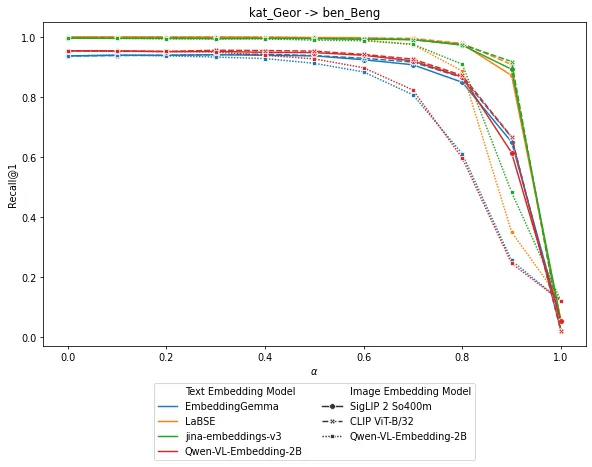 kat_Geor -> ben_Beng
Recall@1
1.0
0.8
0.6
0.4
0.2
0.0
0.0 0.2 0.4 0.6 0.8 1.0
α
Text Embedding Model
EmbeddingGemma
LaBSE
jina-embeddings-v3
Qwen-VL-Embedding-2B
Image Embedding Model
SigLIP 2 So400m
CLIP ViT-B/32
Qwen-VL-Embedding-2B